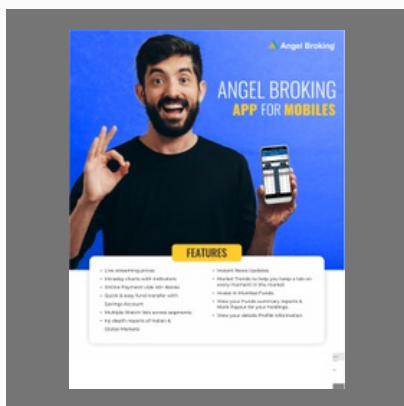 Angel Broking
ANGEL BROKING
APP FOR MOBILES
FEATURES
• Live streaming prices
• Intraday charts with Indicators
• Online Payment via 40+ Banks
• Quick & easy fund transfer with
Savings Account
• Multiple Watch lists across segments
• depth reports of Indian &
Global Markets
• Instant News Updates
• Market Trends to help you keep a tab on
every moment in the market
• Invest in Mutual Funds
• View your Funds summary reports &
Mark Payout for your holdings
• View your details Profile Information